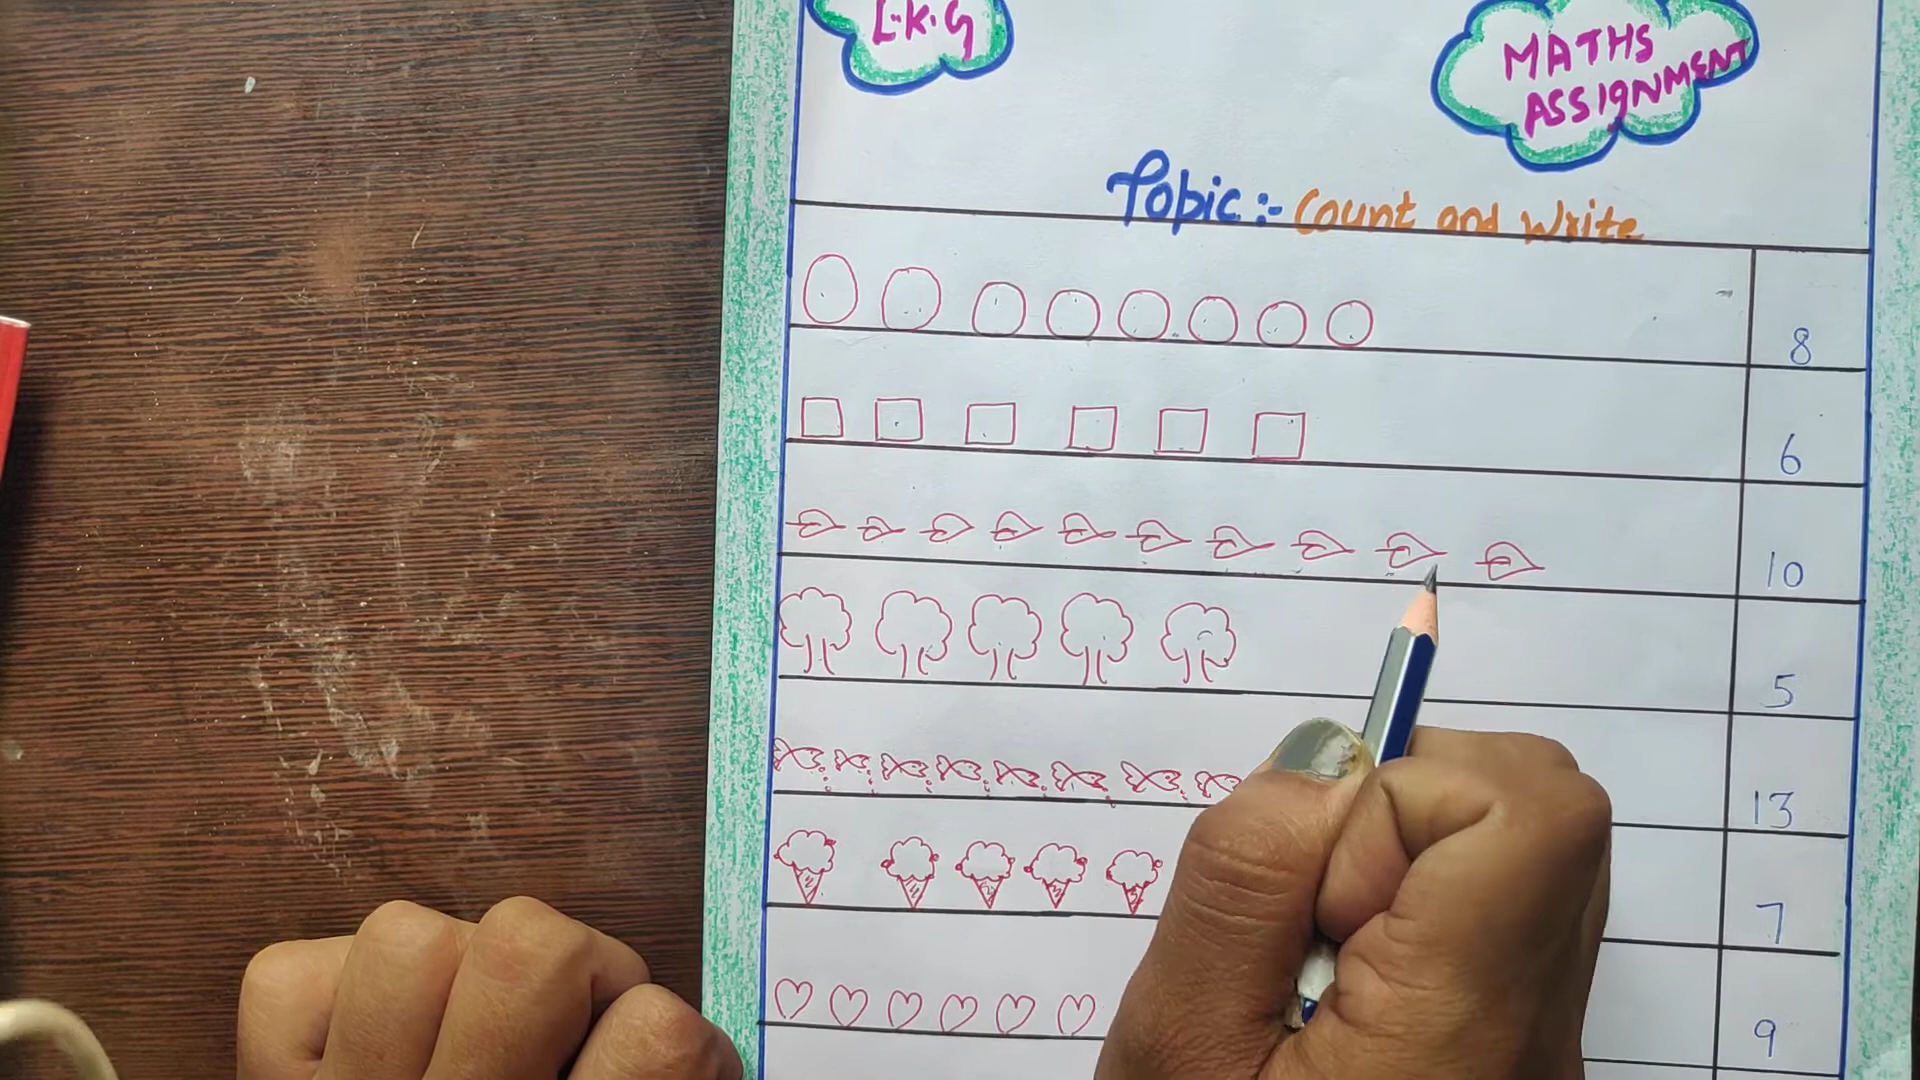 L.K.G
MATHS
ASSIGNMENT
Topic :- Count and Write
8
6
10
5
13
7
9